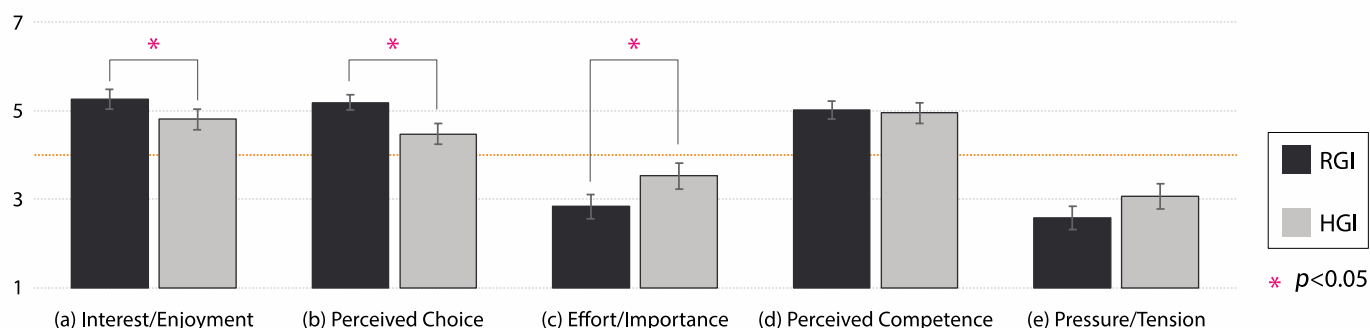 7
5
3
1
*
*
*
(a) Interest/Enjoyment
(b) Perceived Choice
(c) Effort/Importance
(d) Perceived Competence
(e) Pressure/Tension
RGI
HGI
* p<0.05